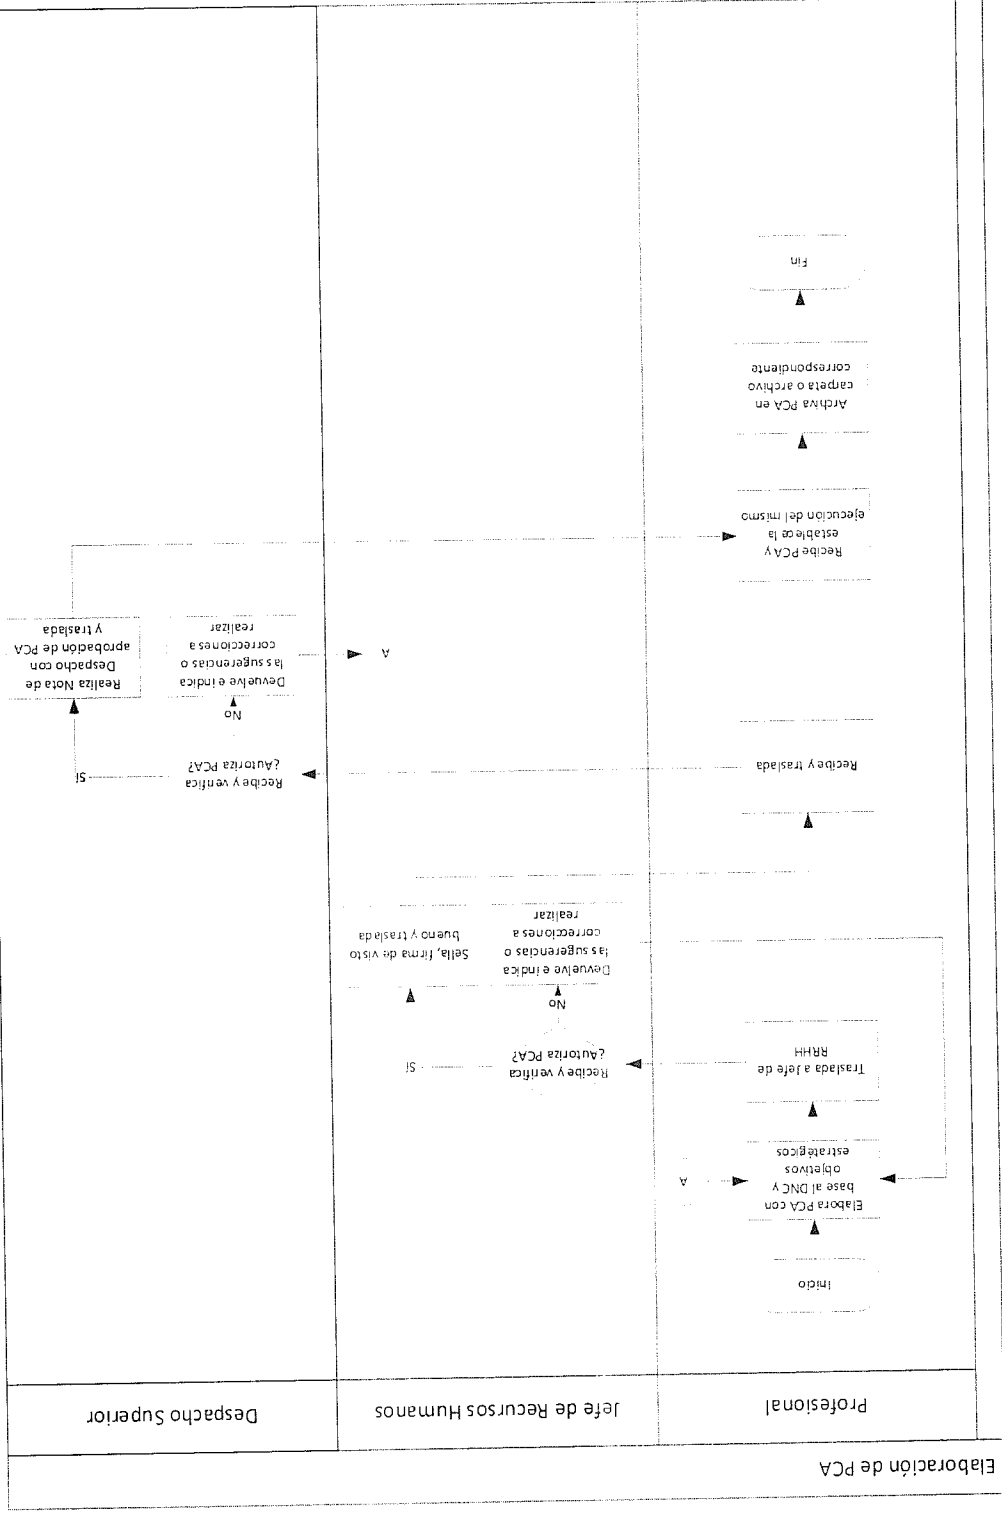 Elaboración de PCA
Profesional
Jefe de Recursos Humanos
Despacho Superior
Inicio
Elabora PCA con
base al DNC y
objetivos
estratégicos
A
Traslada a Jefe de
RRHH
Recibe y verifica
¿Autoriza PCA?
SÍ
No
Devuelve e indica
las sugerencias o
correcciones a
realizar
Sella, firma de visto
bueno y traslada
Recibe y traslada
Recibe y verifica
¿Autoriza PCA?
SÍ
No
Devuelve e indica
las sugerencias o
correcciones a
realizar
A
Realiza Nota de
Despacho con
aprobación de PCA
y traslada
Recibe PCA y
establece la
ejecución del mismo
Archiva PCA en
carpeta o archivo
correspondiente
Fin